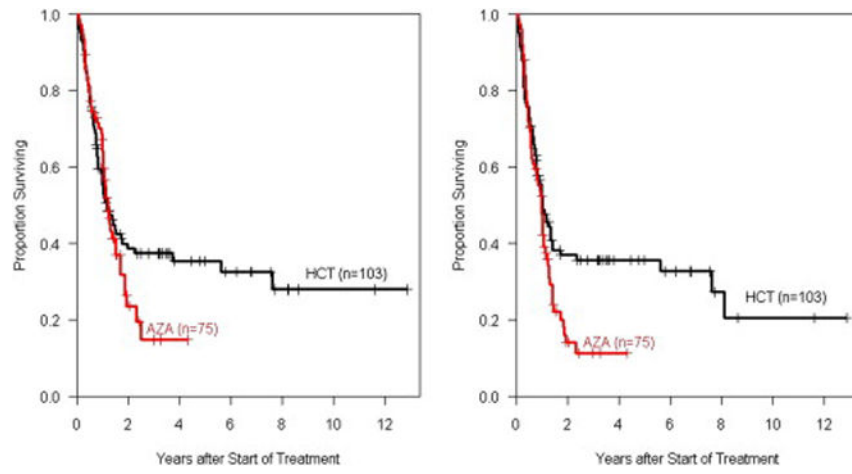 1.0
0.8
0.6
0.4
0.2
0.0
Proportion Surviving
HCT (n=103)
AZA (n=75)
0 2 4 6 8 10 12
Years after Start of Treatment
1.0
0.8
0.6
0.4
0.2
0.0
Proportion Surviving
HCT (n=103)
AZA (n=75)
0 2 4 6 8 10 12
Years after Start of Treatment